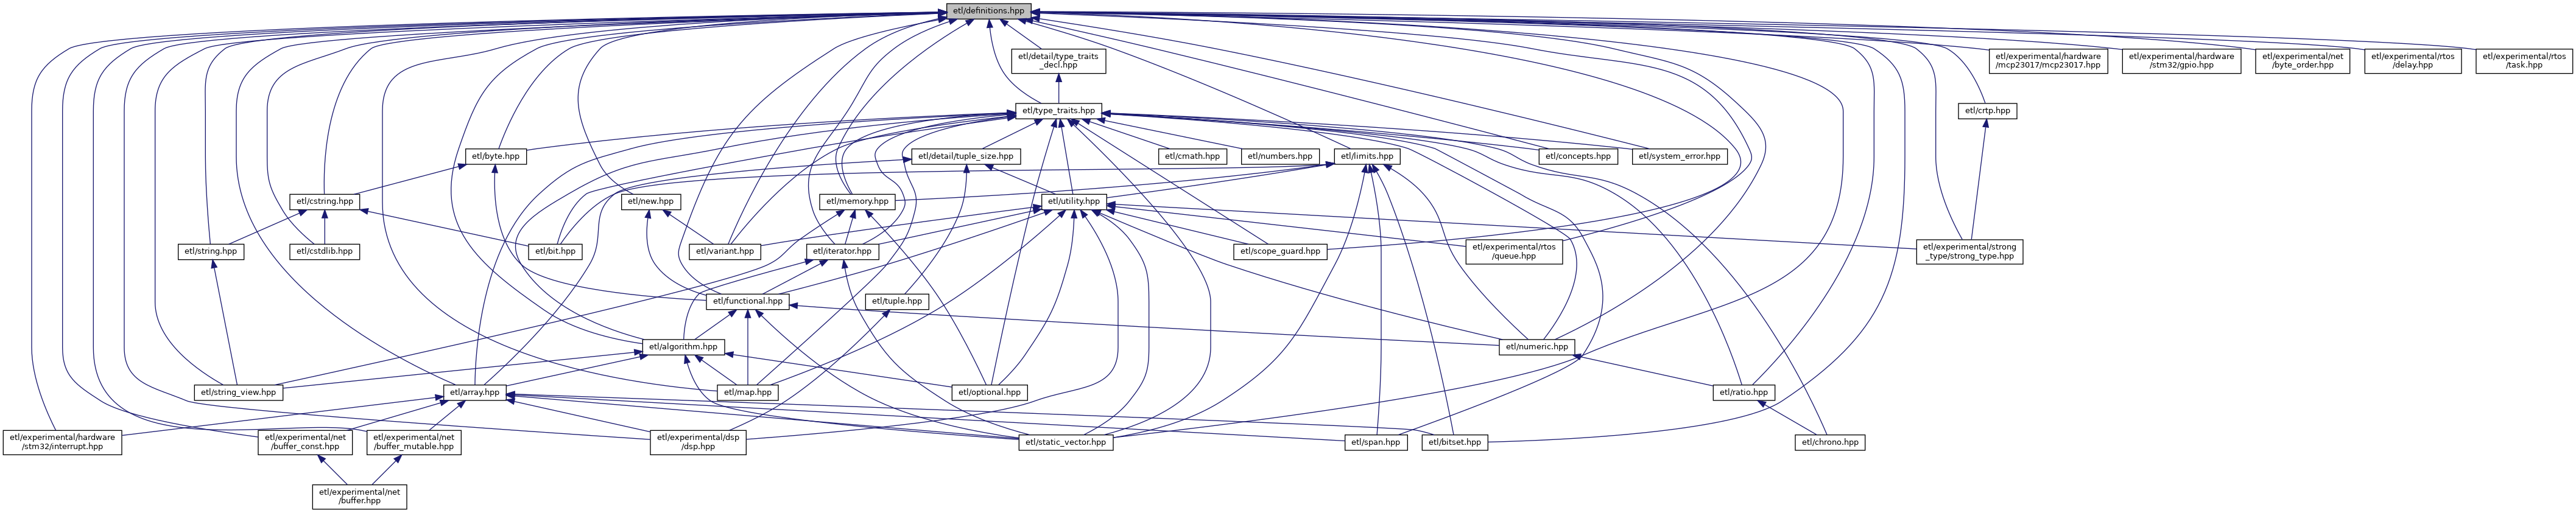 etl/definitions.hpp
etl/detail/type_traits
_decl.hpp
etl/experimental/hardware
/mcp23017/mcp23017.hpp
etl/experimental/hardware
/stm32/gpio.hpp
etl/experimental/net
/byte_order.hpp
etl/experimental/rtos
/delay.hpp
etl/experimental/rtos
/task.hpp
etl/type_traits.hpp
etl/crtp.hpp
etl/byte.hpp
etl/detail/tuple_size.hpp
etl/cmath.hpp
etl/numbers.hpp
etl/limits.hpp
etl/concepts.hpp
etl/system_error.hpp
etl/cstring.hpp
etl/new.hpp
etl/memory.hpp
etl/utility.hpp
etl/string.hpp
etl/cstdlib.hpp
etl/bit.hpp
etl/variant.hpp
etl/iterator.hpp
etl/scope_guard.hpp
etl/experimental/rtos
/queue.hpp
etl/experimental/strong
_type/strong_type.hpp
etl/functional.hpp
etl/tuple.hpp
etl/algorithm.hpp
etl/numeric.hpp
etl/string_view.hpp
etl/array.hpp
etl/map.hpp
etl/optional.hpp
etl/ratio.hpp
etl/experimental/hardware
/stm32/interrupt.hpp
etl/experimental/net
/buffer_const.hpp
etl/experimental/net
/buffer_mutable.hpp
etl/experimental/dsp
/dsp.hpp
etl/static_vector.hpp
etl/span.hpp
etl/bitset.hpp
etl/chrono.hpp
etl/experimental/net
/buffer.hpp